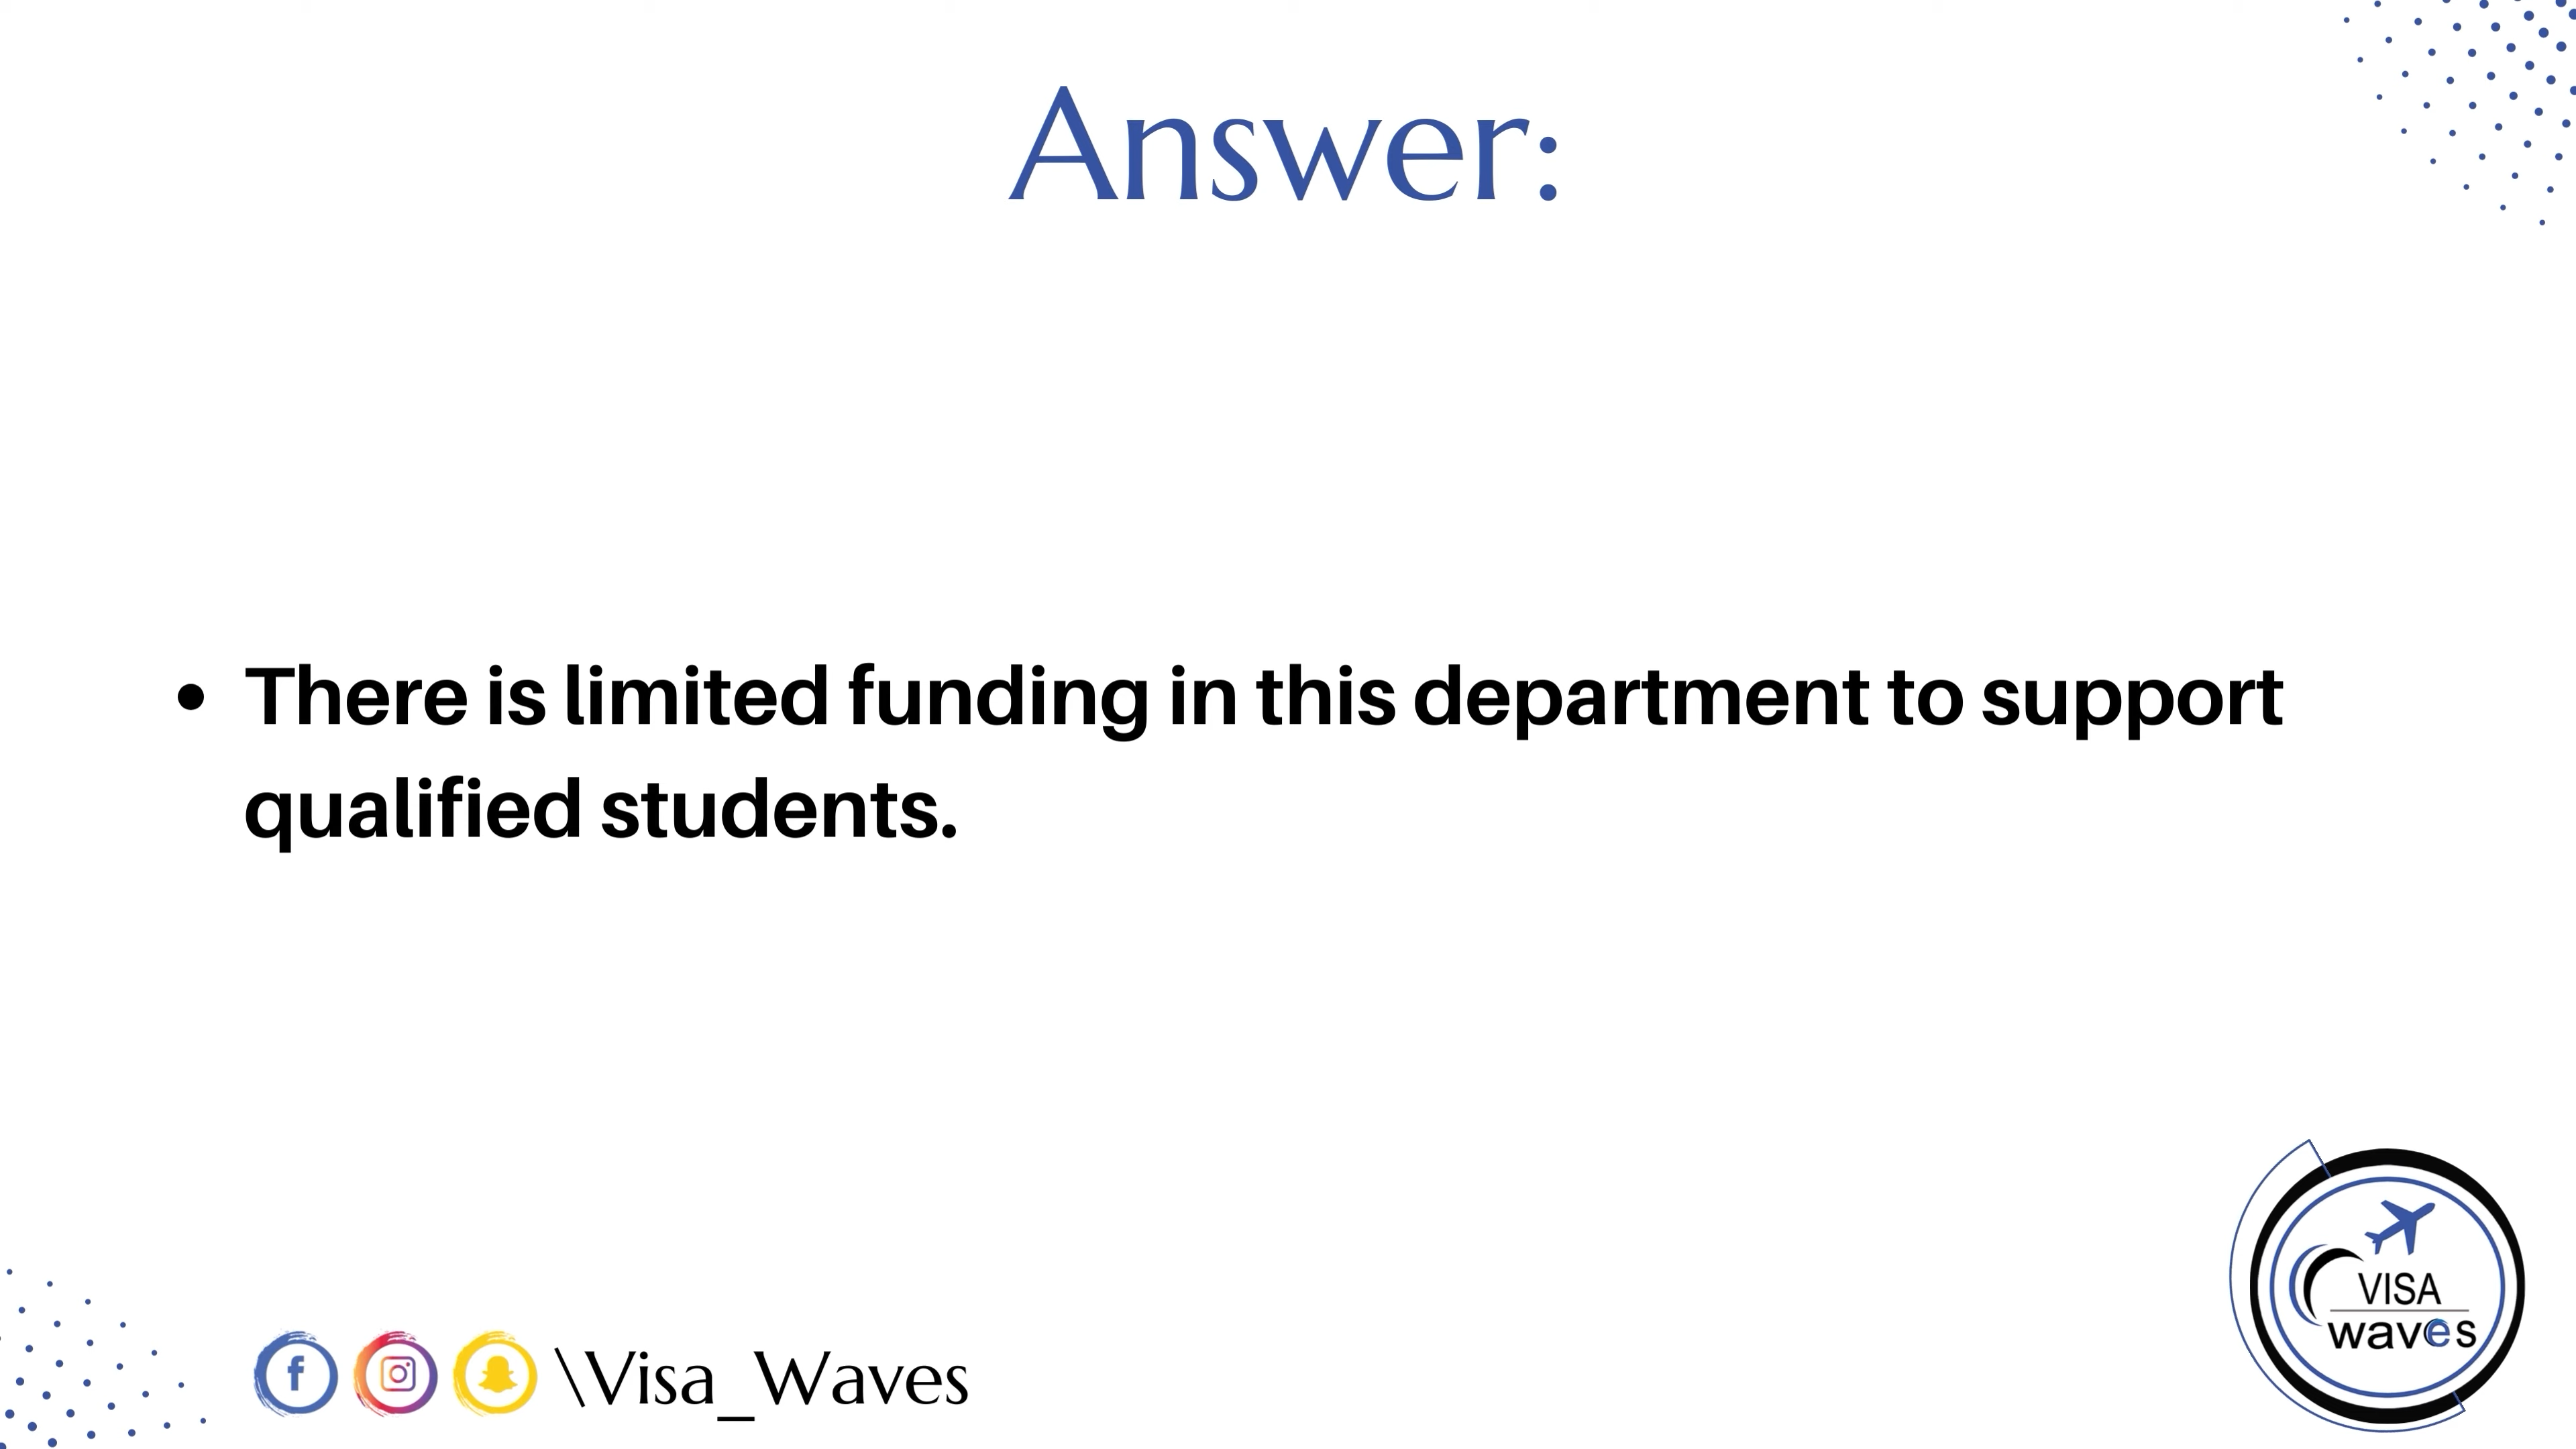 Answer:
• There is limited funding in this department to support
qualified students.
\Visa_Waves
VISA
waves